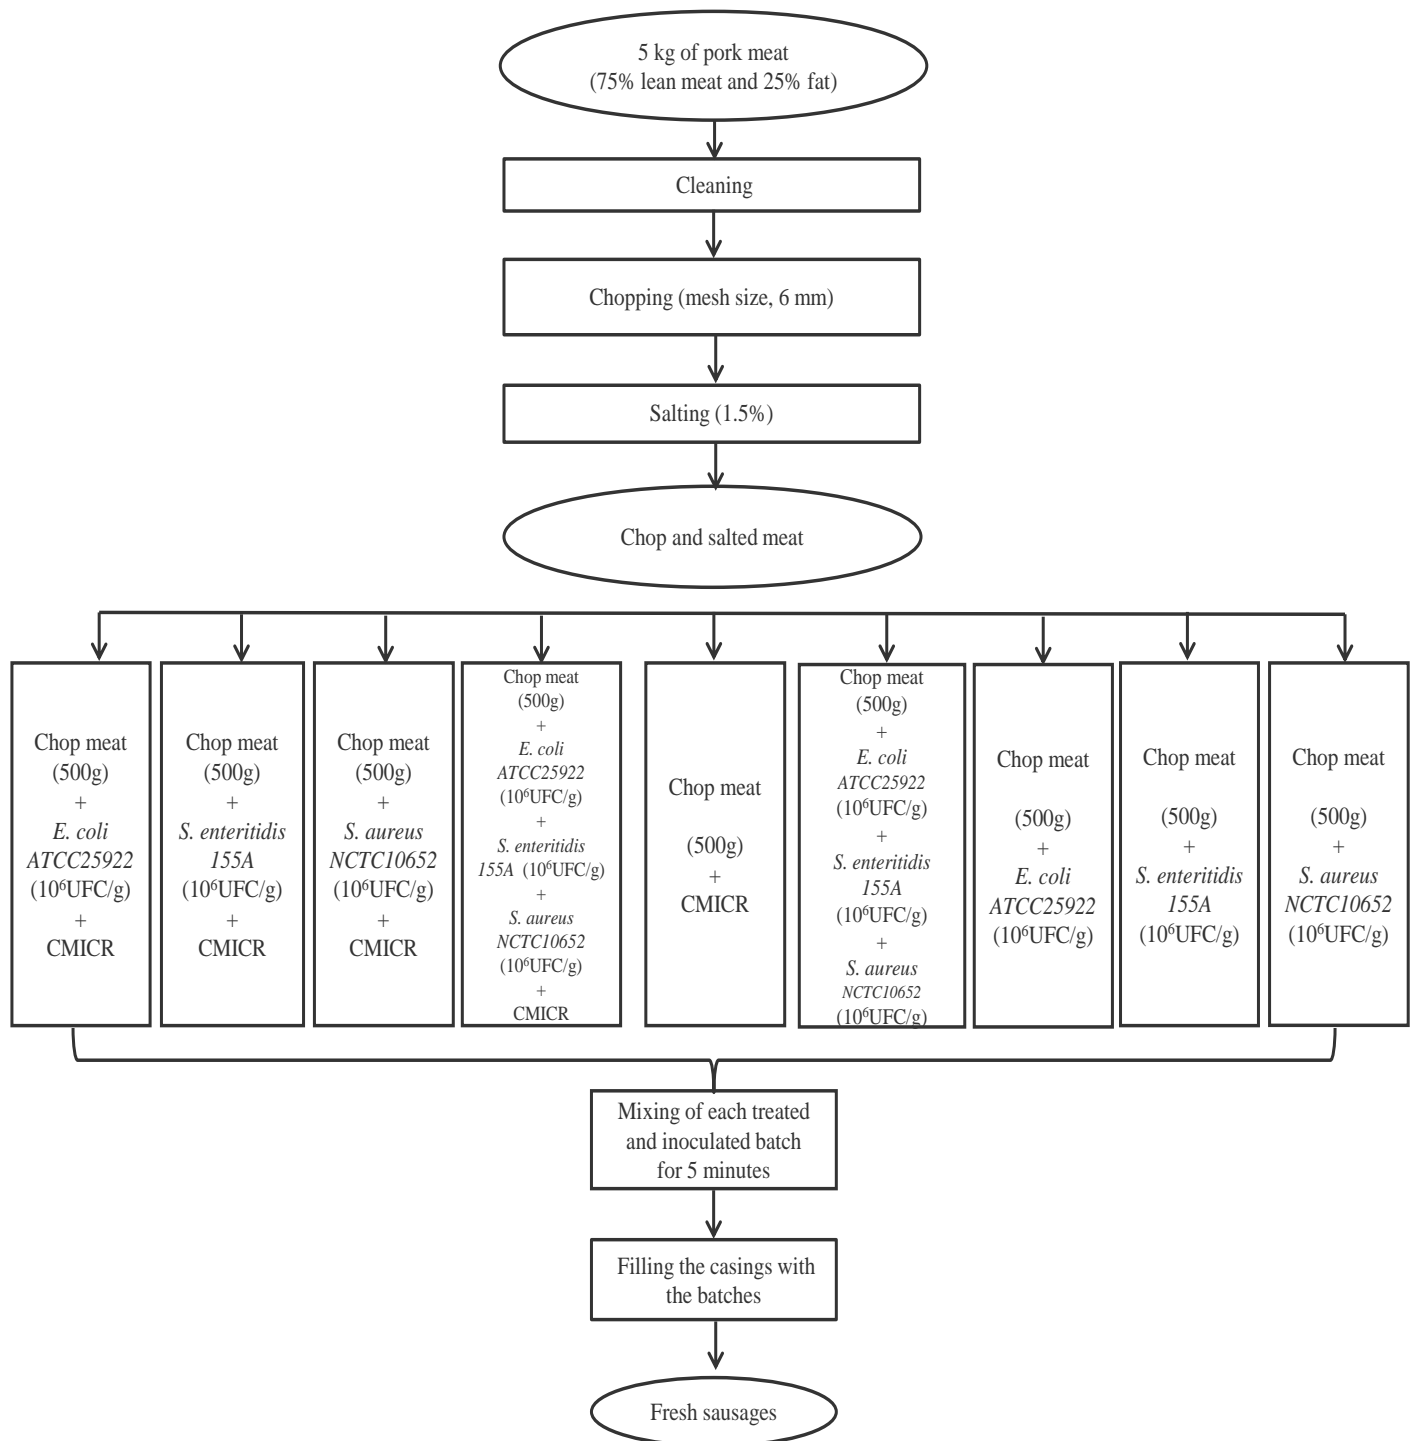 5 kg of pork meat
(75% lean meat and 25% fat)
Cleaning
Chopping (mesh size, 6 mm)
Salting (1.5%)
Chop and salted meat
Chop meat
(500g)
+
E. coli
ATCC25922
(10⁶UFC/g)
+
CMICR
Chop meat
(500g)
+
S. enteritidis
155A
(10⁶UFC/g)
+
CMICR
Chop meat
(500g)
+
S. aureus
NCTC10652
(10⁶UFC/g)
+
CMICR
Chop meat
(500g)
+
E. coli
ATCC25922
(10⁶UFC/g)
+
S. enteritidis
155A (10⁶UFC/g)
+
S. aureus
NCTC10652
(10⁶UFC/g)
+
CMICR
Chop meat
(500g)
+
CMICR
Chop meat
(500g)
+
E. coli
ATCC25922
(10⁶UFC/g)
+
S. enteritidis
155A
(10⁶UFC/g)
+
S. aureus
NCTC10652
(10⁶UFC/g)
Chop meat
(500g)
+
E. coli
ATCC25922
(10⁶UFC/g)
Chop meat
(500g)
+
S. enteritidis
155A
(10⁶UFC/g)
Chop meat
(500g)
+
S. aureus
NCTC10652
(10⁶UFC/g)
Mixing of each treated
and inoculated batch
for 5 minutes
Filling the casings with
the batches
Fresh sausages